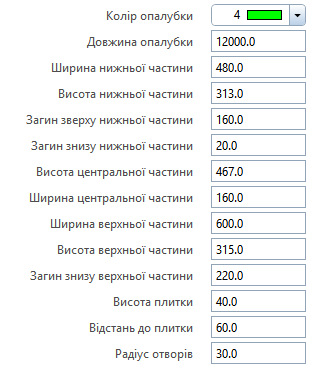 Колір опалубки 4
Довжина опалубки 12000.0
Ширина нижньої частини 480.0
Висота нижньої частини 313.0
Загин зверху нижньої частини 160.0
Загин знизу нижньої частини 20.0
Висота центральної частини 467.0
Ширина центральної частини 160.0
Ширина верхньої частини 600.0
Висота верхньої частини 315.0
Загин знизу верхньої частини 220.0
Висота плитки 40.0
Відстань до плитки 60.0
Радіус отворів 30.0